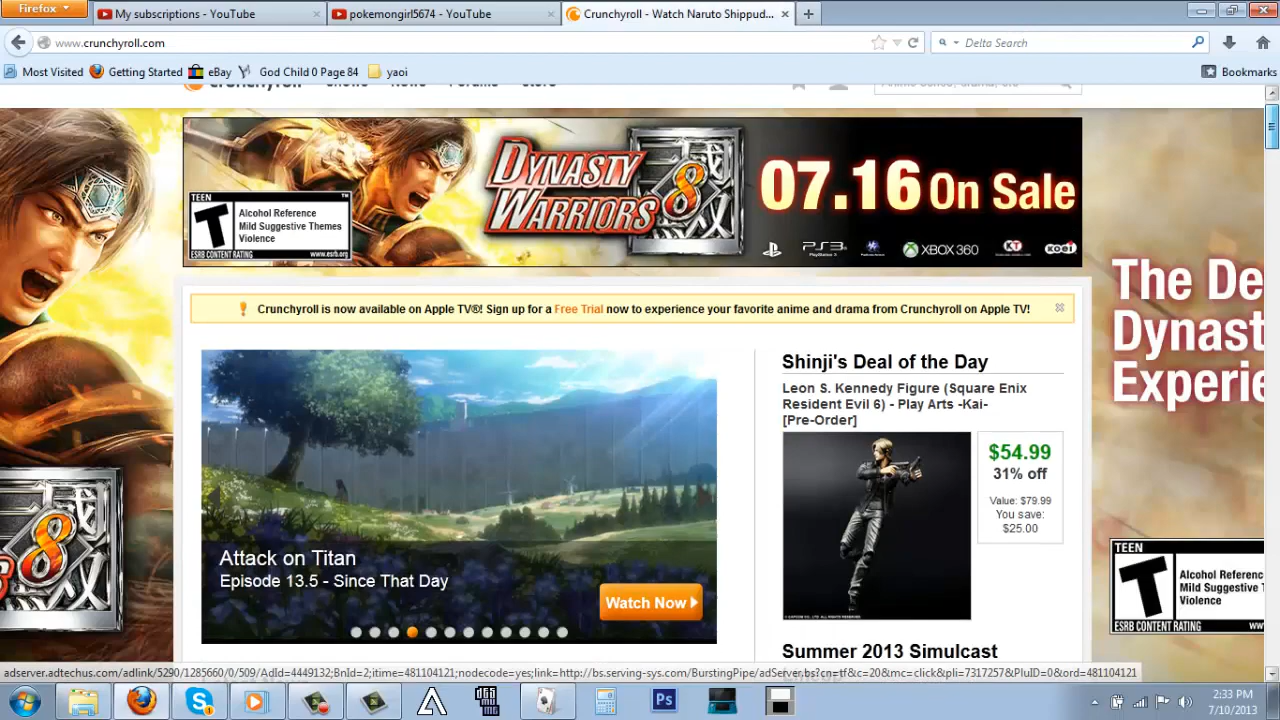 Firefox
My subscriptions - YouTube
pokemongirl5674 - YouTube
Crunchyroll - Watch Naruto Shippud...
www.crunchyroll.com
Delta Search
Most Visited
Getting Started
eBay
God Child 0 Page 84
yaoi
Bookmarks
DYNASTY
WARRIORS 8
07.16 On Sale
TEEN
T
Alcohol Reference
Mild Suggestive Themes
Violence
ESRB CONTENT RATING
www.esrb.org
PS3
XBOX 360
KT
KOEI
The De
Dynast
Experie
Crunchyroll is now available on Apple TV®! Sign up for a Free Trial now to experience your favorite anime and drama from Crunchyroll on Apple TV!
Attack on Titan
Episode 13.5 - Since That Day
Watch Now
Shinji's Deal of the Day
Leon S. Kennedy Figure (Square Enix
Resident Evil 6) - Play Arts -Kai-
[Pre-Order]
$54.99
31% off
Value: $79.99
You save:
$25.00
Summer 2013 Simulcast
8
TEEN
T
Alcohol Referenc
Mild Suggestive
Violence
ESRB CONTENT RATING
adserver.adtechus.com/adlink/5290/1285660/0/509/AdId=4449132;BnId=2;itime=481104121;nodecode=yes;link=http://bs.serving-sys.com/BurstingPipe/adServer.bs?cn=tf&c=20&mc=click&pli=7317257&PluID=0&ord=481104121
Ps
2:33 PM
7/10/2013